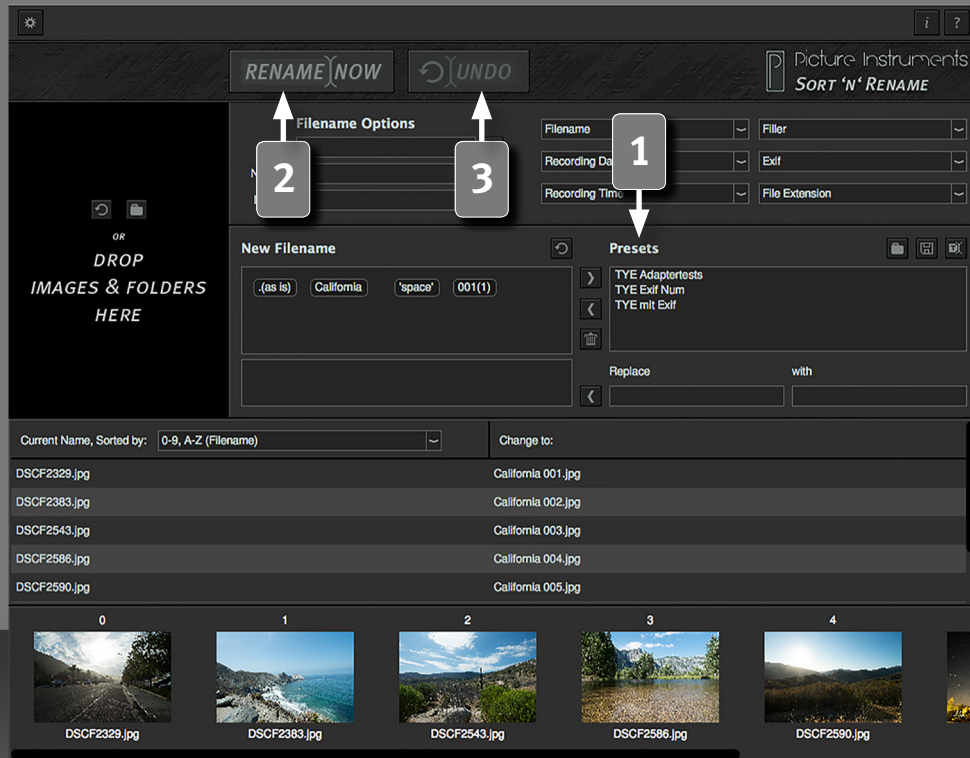 i ?
RENAME NOW UNDO
Picture Instruments
SORT 'N' RENAME
Filename Options
Filename Filler
Recording Da Exif
Recording Time File Extension
1
2
3
OR
DROP
IMAGES & FOLDERS
HERE
New Filename
.(as is) California 'space' 001(1)
Presets
TYE Adaptertests
TYE Exif Num
TYE mit Exif
Replace with
Current Name, Sorted by: 0-9, A-Z (Filename) Change to:
DSCF2329.jpg California 001.jpg
DSCF2383.jpg California 002.jpg
DSCF2543.jpg California 003.jpg
DSCF2586.jpg California 004.jpg
DSCF2590.jpg California 005.jpg
0 1 2 3 4
DSCF2329.jpg DSCF2383.jpg DSCF2543.jpg DSCF2586.jpg DSCF2590.jpg